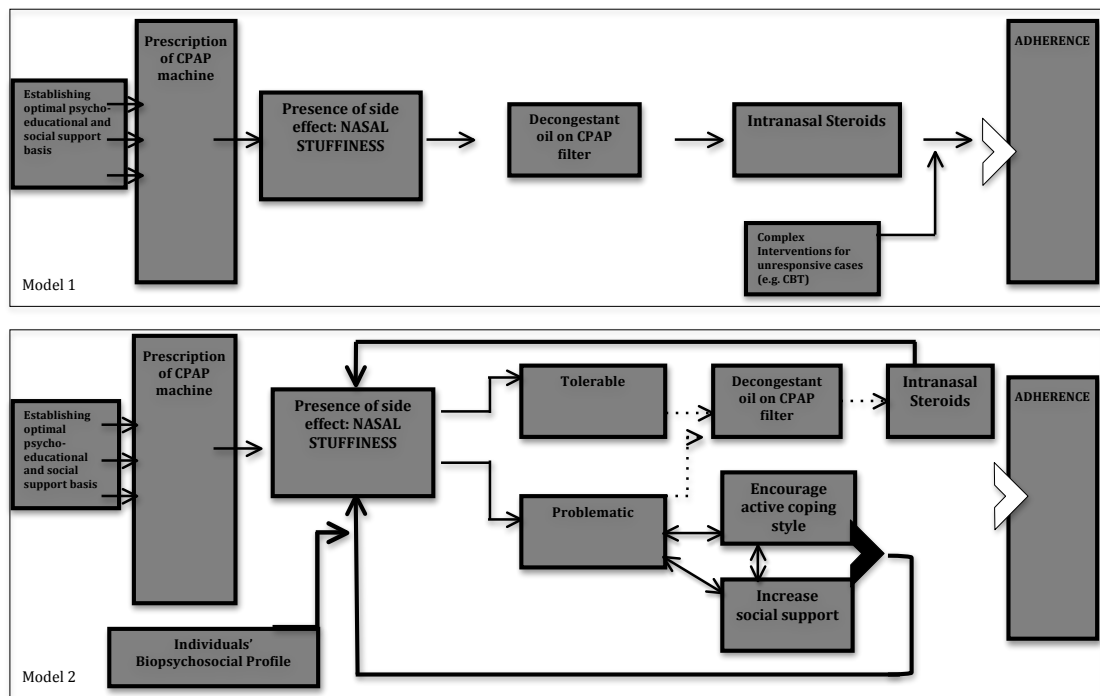 Prescription
of CPAP
machine
Establishing
optimal psycho-
educational and
social support
basis
Presence of side
effect: NASAL
STUFFINESS
Decongestant
oil on CPAP
filter
Intranasal Steroids
Complex
Interventions for
unresponsive cases
(e.g. CBT)
ADHERENCE
Model 1
Prescription
of CPAP
machine
Establishing
optimal
psycho-
educational
and social
support basis
Presence of side
effect: NASAL
STUFFINESS
Tolerable
Decongestant
oil on CPAP
filter
Intranasal
Steroids
ADHERENCE
Problematic
Encourage
active coping
style
Increase
social support
Individuals’
Biopsychosocial Profile
Model 2